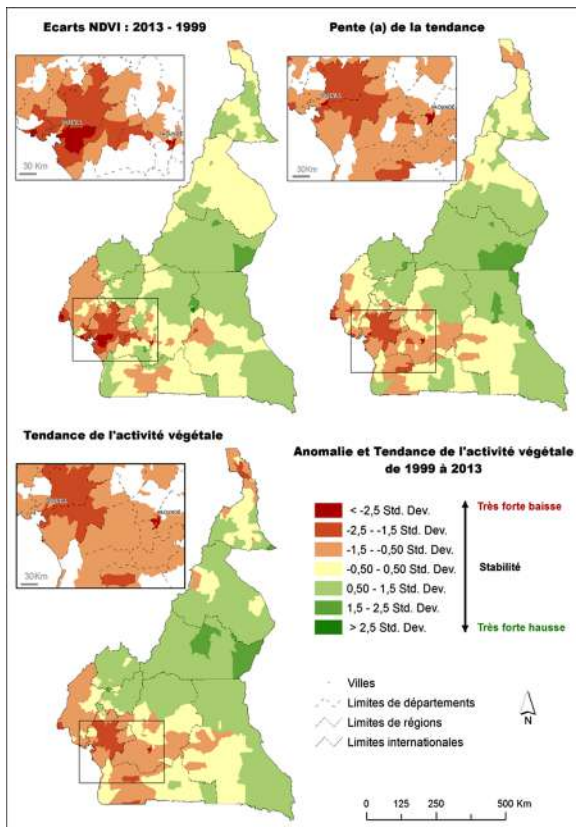 Ecarts NDVI : 2013 - 1999
Pente (a) de la tendance
30 Km
30Km
Tendance de l'activité végétale
30Km
Anomalie et Tendance de l'activité végétale
de 1999 à 2013
< -2,5 Std. Dev.
-2,5 - -1,5 Std. Dev.
-1,5 - -0,50 Std. Dev.
-0,50 - 0,50 Std. Dev.
0,50 - 1,5 Std. Dev.
1,5 - 2,5 Std. Dev.
> 2,5 Std. Dev.
Très forte baisse
Stabilité
Très forte hausse
Villes
Limites de départements
Limites de régions
Limites internationales
N
0 125 250 500 Km